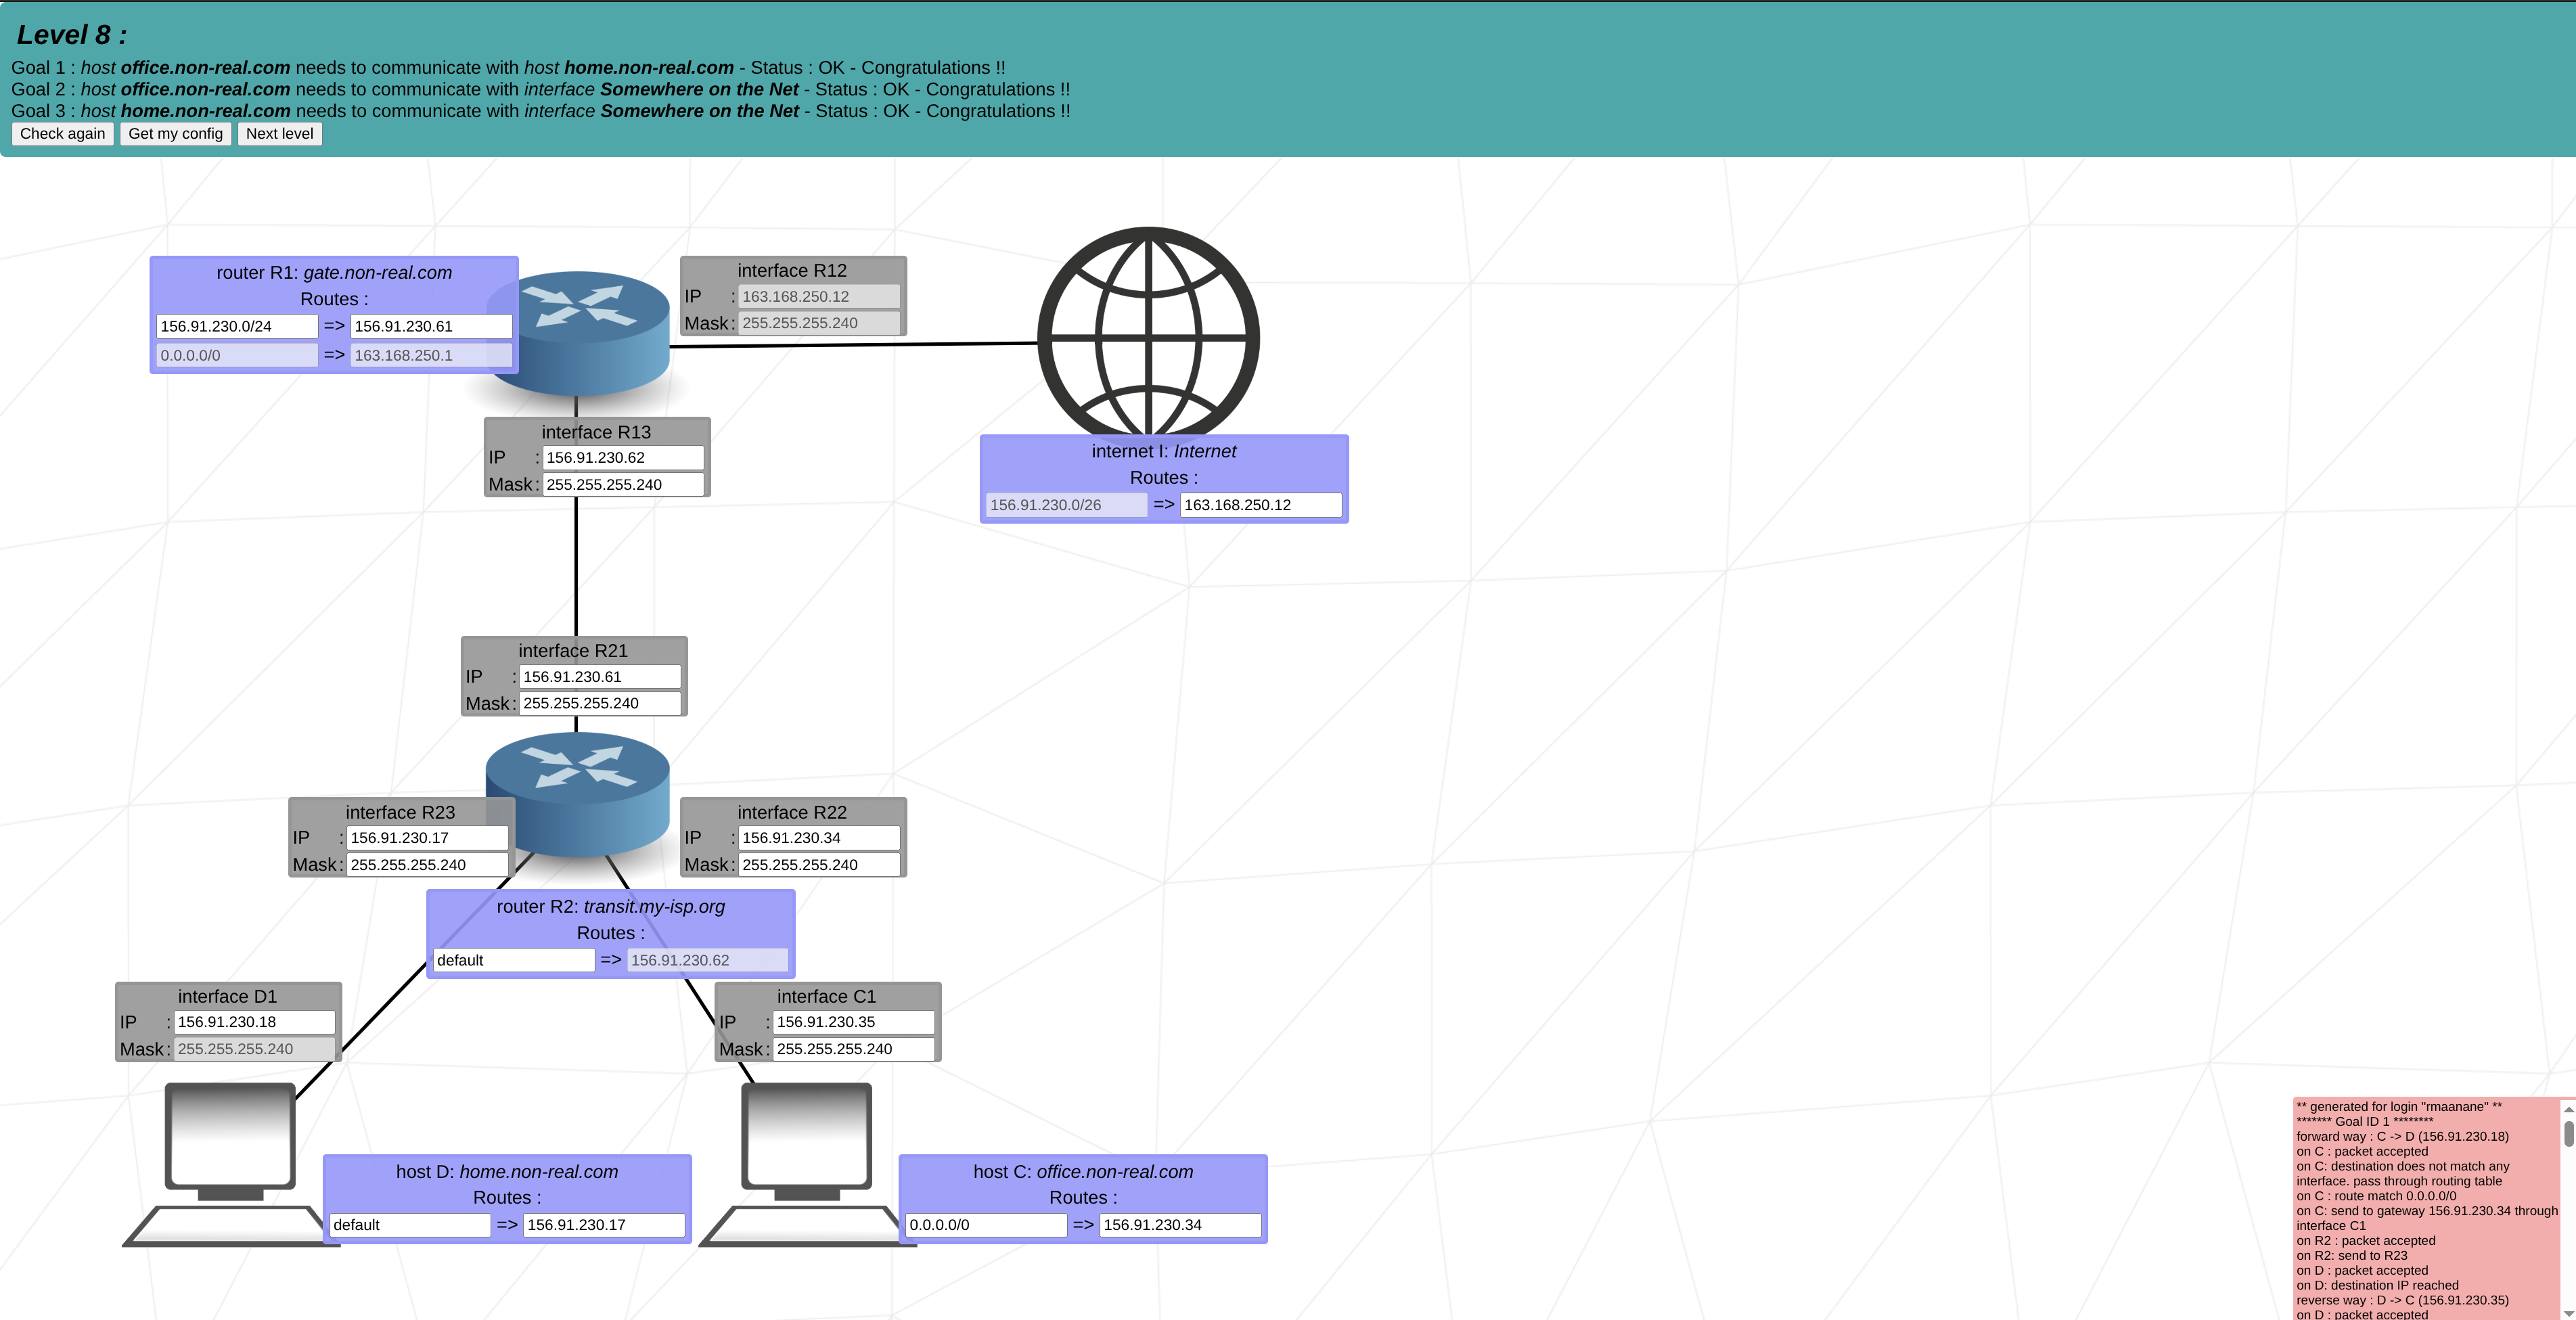 Level 8 :
Goal 1 : host office.non-real.com needs to communicate with host home.non-real.com - Status : OK - Congratulations !!
Goal 2 : host office.non-real.com needs to communicate with interface Somewhere on the Net - Status : OK - Congratulations !!
Goal 3 : host home.non-real.com needs to communicate with interface Somewhere on the Net - Status : OK - Congratulations !!
Check again Get my config Next level
router R1: gate.non-real.com
Routes :
156.91.230.0/24 => 156.91.230.61
0.0.0.0/0 => 163.168.250.1
interface R12
IP : 163.168.250.12
Mask : 255.255.255.240
interface R13
IP : 156.91.230.62
Mask : 255.255.255.240
internet I: Internet
Routes :
156.91.230.0/26 => 163.168.250.12
interface R21
IP : 156.91.230.61
Mask : 255.255.255.240
interface R23
IP : 156.91.230.17
Mask : 255.255.255.240
interface R22
IP : 156.91.230.34
Mask : 255.255.255.240
router R2: transit.my-isp.org
Routes :
default => 156.91.230.62
interface D1
IP : 156.91.230.18
Mask : 255.255.255.240
interface C1
IP : 156.91.230.35
Mask : 255.255.255.240
host D: home.non-real.com
Routes :
default => 156.91.230.17
host C: office.non-real.com
Routes :
0.0.0.0/0 => 156.91.230.34
** generated for login "rmaanane" **
******* Goal ID 1 ********
forward way : C -> D (156.91.230.18)
on C : packet accepted
on C: destination does not match any
interface. pass through routing table
on C : route match 0.0.0.0/0
on C: send to gateway 156.91.230.34 through
interface C1
on R2 : packet accepted
on R2: send to R23
on D : packet accepted
on D: destination IP reached
reverse way : D -> C (156.91.230.35)
on D : packet accepted